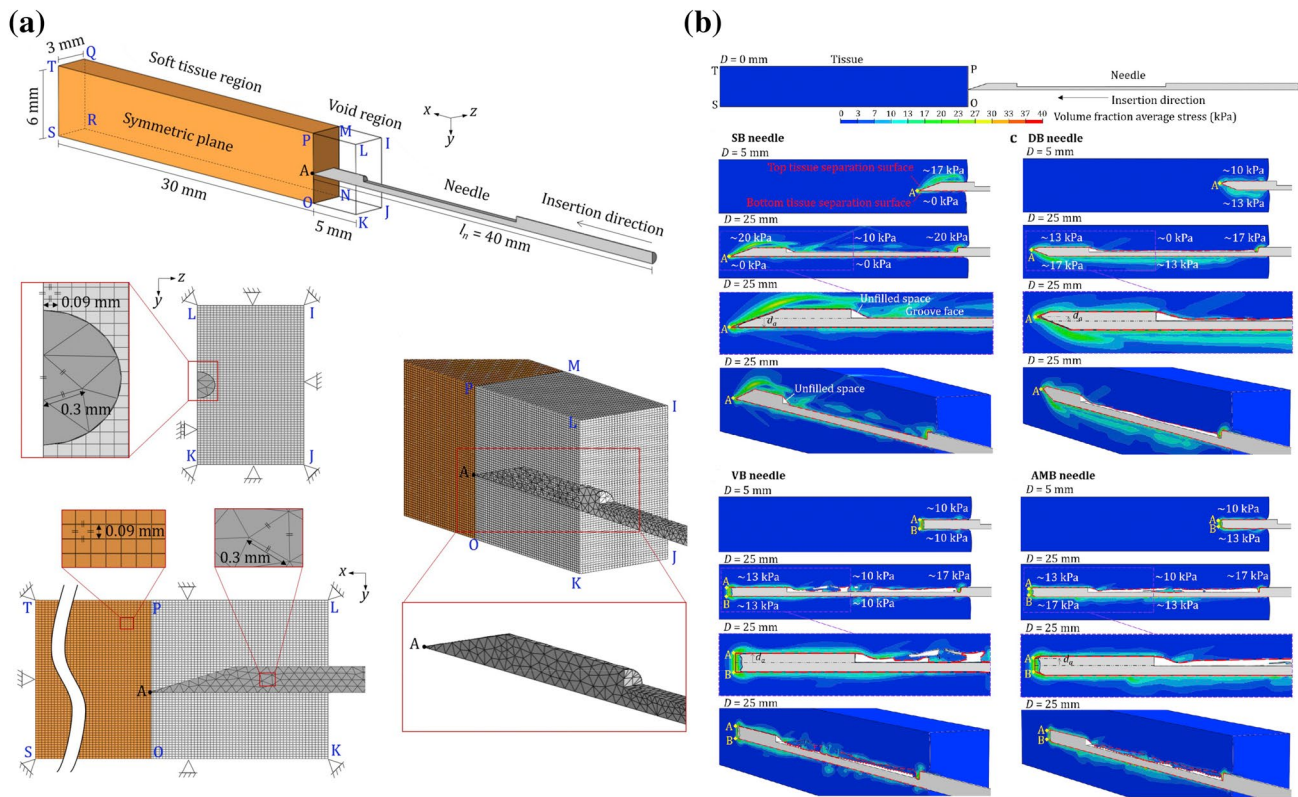 (a)
3 mm
Q
T
Soft tissue region
6 mm
R
Symmetric plane
S
Void region
x
z
y
P
M
L
I
A
N
O
J
K
30 mm
5 mm
Needle
Insertion direction
lₙ = 40 mm
0.09 mm
0.3 mm
z
y
L
I
K
J
0.09 mm
0.3 mm
x
y
T
P
L
A
S
O
K
M
P
L
I
A
O
J
K
A
(b)
D = 0 mm
Tissue
T
P
Needle
S
O
Insertion direction
0 3 7 10 13 17 20 23 27 30 33 37 40
Volume fraction average stress (kPa)
SB needle
D = 5 mm
Top tissue separation surface
~17 kPa
A
Bottom tissue separation surface
~0 kPa
D = 25 mm
~20 kPa
~10 kPa
~20 kPa
A
~0 kPa
~0 kPa
D = 25 mm
Unfilled space
Groove face
dₐ
A
D = 25 mm
Unfilled space
A
c
DB needle
D = 5 mm
~10 kPa
A
~13 kPa
D = 25 mm
~13 kPa
~0 kPa
~17 kPa
A
~17 kPa
~13 kPa
D = 25 mm
A
dₐ
D = 25 mm
A
VB needle
D = 5 mm
~10 kPa
A
B
~10 kPa
D = 25 mm
~13 kPa
~10 kPa
~17 kPa
A
B
~13 kPa
~10 kPa
D = 25 mm
A
dₐ
B
D = 25 mm
A
B
AMB needle
D = 5 mm
~10 kPa
A
B
~13 kPa
D = 25 mm
~13 kPa
~10 kPa
~17 kPa
A
B
~17 kPa
~13 kPa
D = 25 mm
A
dₐ
B
D = 25 mm
A
B